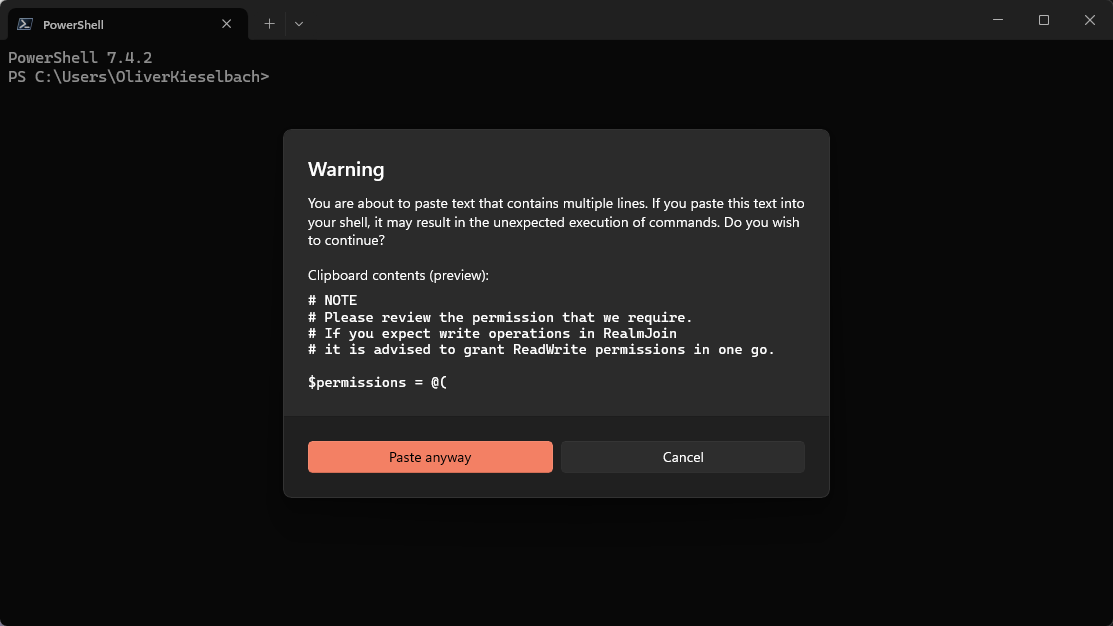 PowerShell
PowerShell 7.4.2
PS C:\Users\OliverKieselbach>
Warning
You are about to paste text that contains multiple lines. If you paste this text into
your shell, it may result in the unexpected execution of commands. Do you wish
to continue?
Clipboard contents (preview):
# NOTE
# Please review the permission that we require.
# If you expect write operations in RealmJoin
# it is advised to grant ReadWrite permissions in one go.
$permissions = @(
Paste anyway
Cancel